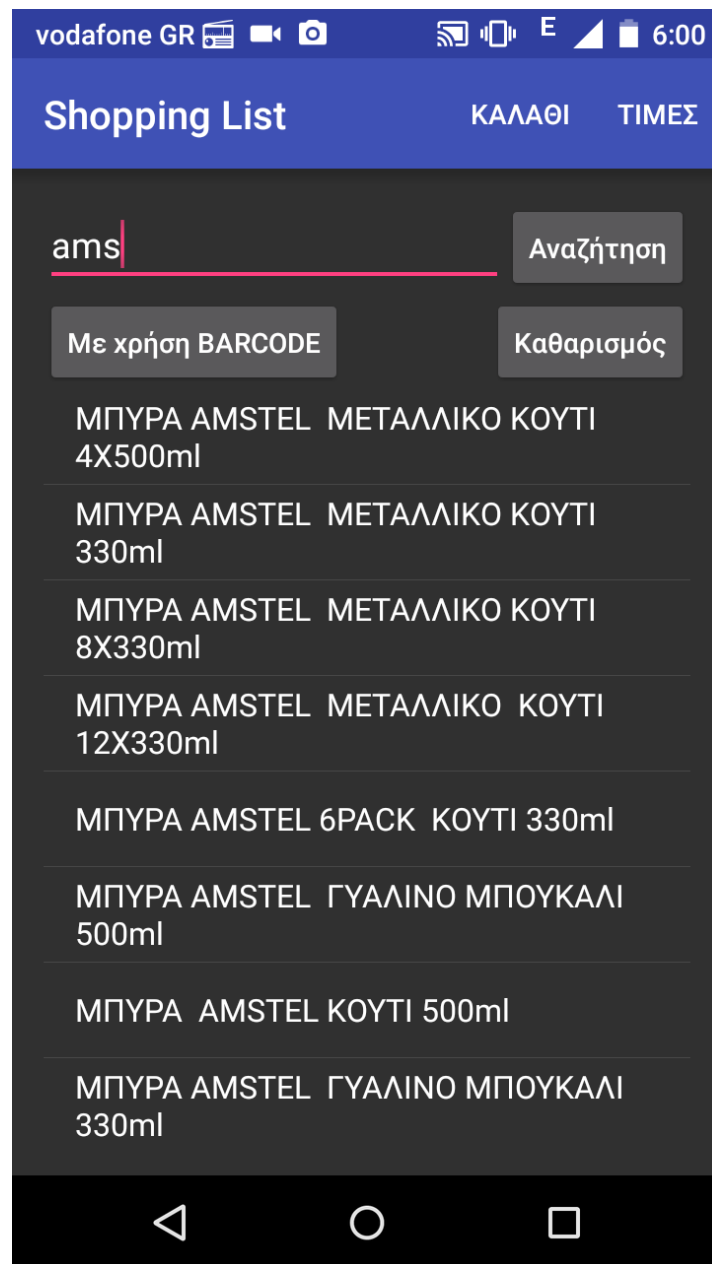 vodafone GR E 6:00
Shopping List ΚΑΛΑΘΙ ΤΙΜΕΣ
ams Αναζήτηση
Με χρήση BARCODE Καθαρισμός
ΜΠΥΡΑ AMSTEL  ΜΕΤΑΛΛΙΚΟ ΚΟΥΤΙ
4X500ml
ΜΠΥΡΑ AMSTEL  ΜΕΤΑΛΛΙΚΟ ΚΟΥΤΙ
330ml
ΜΠΥΡΑ AMSTEL  ΜΕΤΑΛΛΙΚΟ ΚΟΥΤΙ
8X330ml
ΜΠΥΡΑ AMSTEL  ΜΕΤΑΛΛΙΚΟ  ΚΟΥΤΙ
12X330ml
ΜΠΥΡΑ AMSTEL 6PACK  ΚΟΥΤΙ 330ml
ΜΠΥΡΑ AMSTEL  ΓΥΑΛΙΝΟ ΜΠΟΥΚΑΛΙ
500ml
ΜΠΥΡΑ  AMSTEL ΚΟΥΤΙ 500ml
ΜΠΥΡΑ AMSTEL  ΓΥΑΛΙΝΟ ΜΠΟΥΚΑΛΙ
330ml